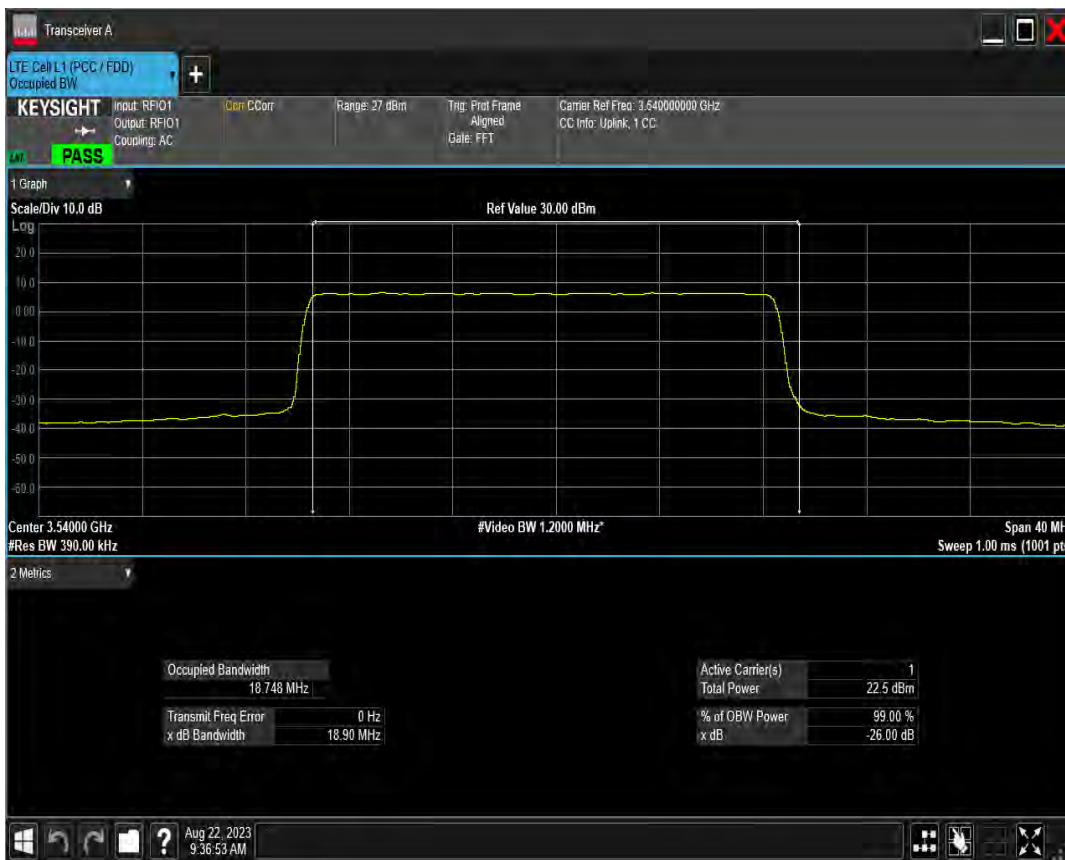 Transceiver A
LTE Cell L1 (PCC / FDD)
Occupied BW
+
KEYSIGHT
PASS
Input: RFIO1
Output: RFIO1
Coupling: AC
Corr CCorr
Range: 27 dBm
Trig: Prot Frame
Aligned
Gate: FFT
Carrier Ref Freq: 3.540000000 GHz
CC Info: Uplink, 1 CC
1 Graph
Scale/Div 10.0 dB
Ref Value 30.00 dBm
Log
20.0
10.0
0.00
-10.0
-20.0
-30.0
-40.0
-50.0
-60.0
Center 3.54000 GHz
#Video BW 1.2000 MHz*
Span 40 MH
#Res BW 390.00 kHz
Sweep 1.00 ms (1001 pt
2 Metrics
Occupied Bandwidth
18.748 MHz
Transmit Freq Error 0 Hz
x dB Bandwidth 18.90 MHz
Active Carrier(s) 1
Total Power 22.5 dBm
% of OBW Power 99.00 %
x dB -26.00 dB
?
Aug 22, 2023
9:36:53 AM